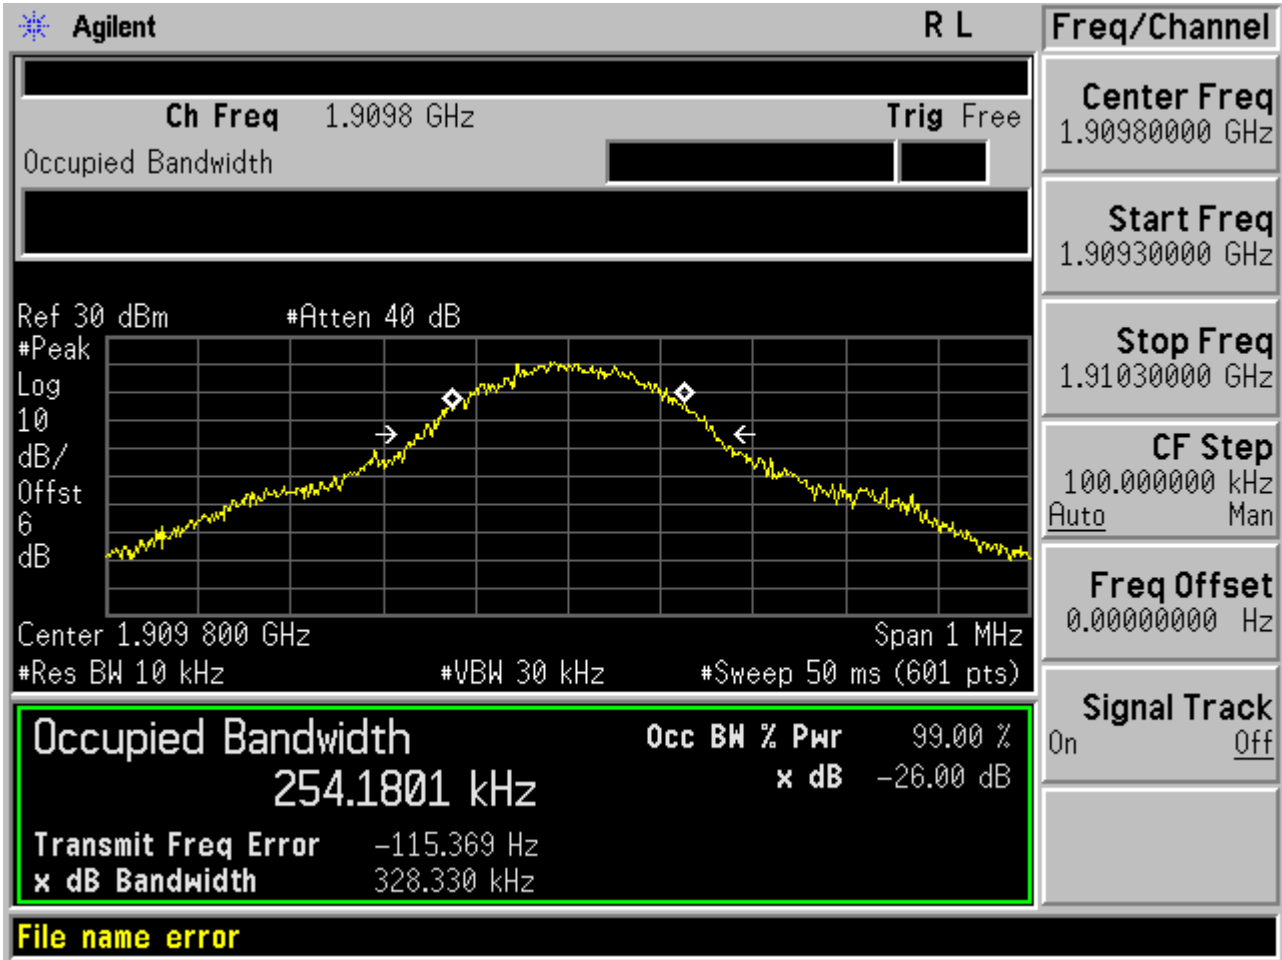 Agilent R L Freq/Channel
Ch Freq 1.9098 GHz Trig Free
Occupied Bandwidth
Center Freq
1.90980000 GHz
Start Freq
1.90930000 GHz
Stop Freq
1.91030000 GHz
CF Step
100.000000 kHz
Auto Man
Freq Offset
0.00000000 Hz
Signal Track
On Off
Ref 30 dBm #Atten 40 dB
#Peak
Log
10
dB/
Offst
6
dB
Center 1.909 800 GHz Span 1 MHz
#Res BW 10 kHz #VBW 30 kHz #Sweep 50 ms (601 pts)
Occupied Bandwidth Occ BW % Pwr 99.00 %
254.1801 kHz x dB -26.00 dB
Transmit Freq Error -115.369 Hz
x dB Bandwidth 328.330 kHz
File name error